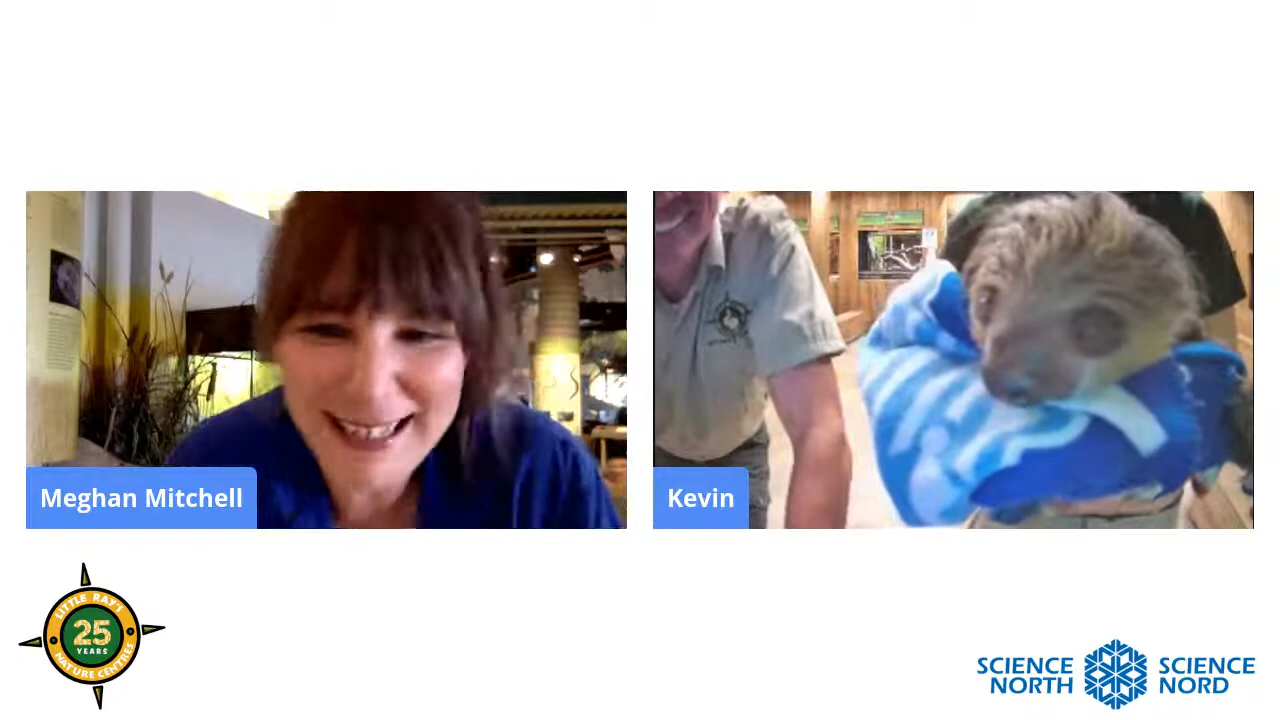 Meghan Mitchell
Kevin
LITTLE RAY'S
25
YEARS
NATURE CENTRES
SCIENCE NORTH
SCIENCE NORD